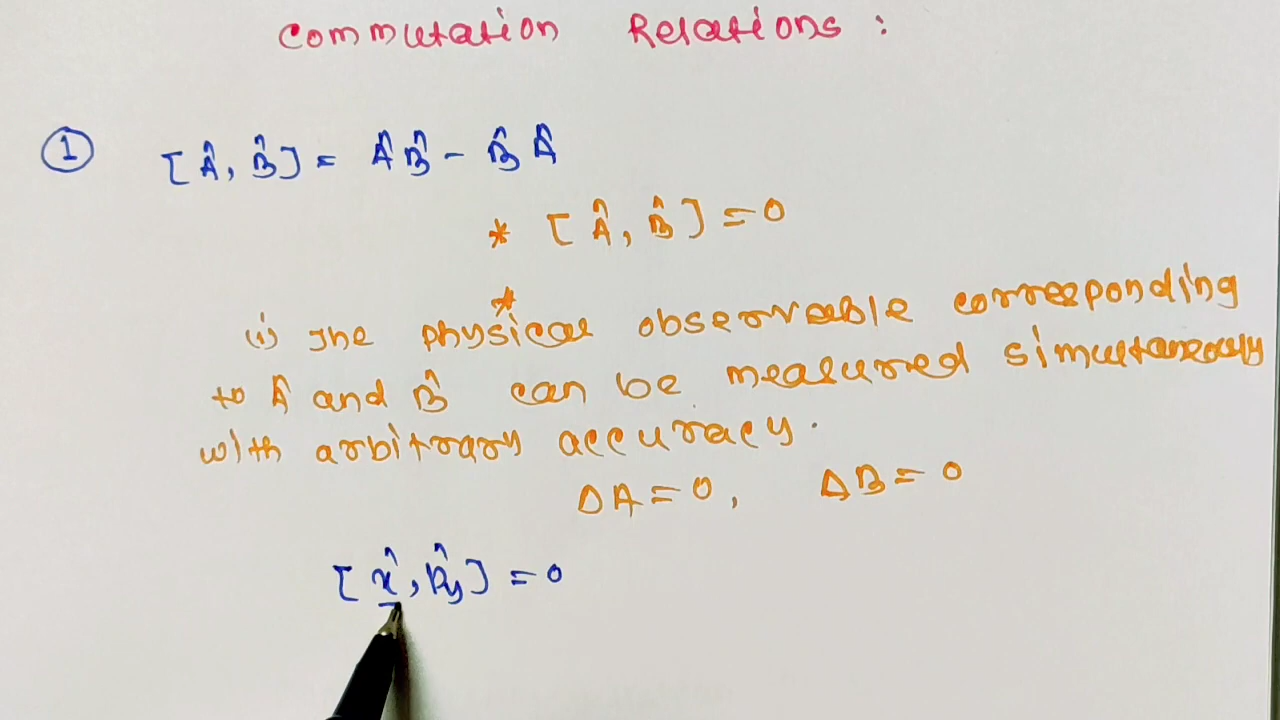 Commutation Relations :
① [Â, B̂] = ÂB̂ - B̂Â
* [Â, B̂] = 0
*
(i) The physical observable corresponding
to Â and B̂ can be measured simultaneously
with arbitrary accuracy.
ΔA = 0, ΔB = 0
[x̂, p̂y] = 0